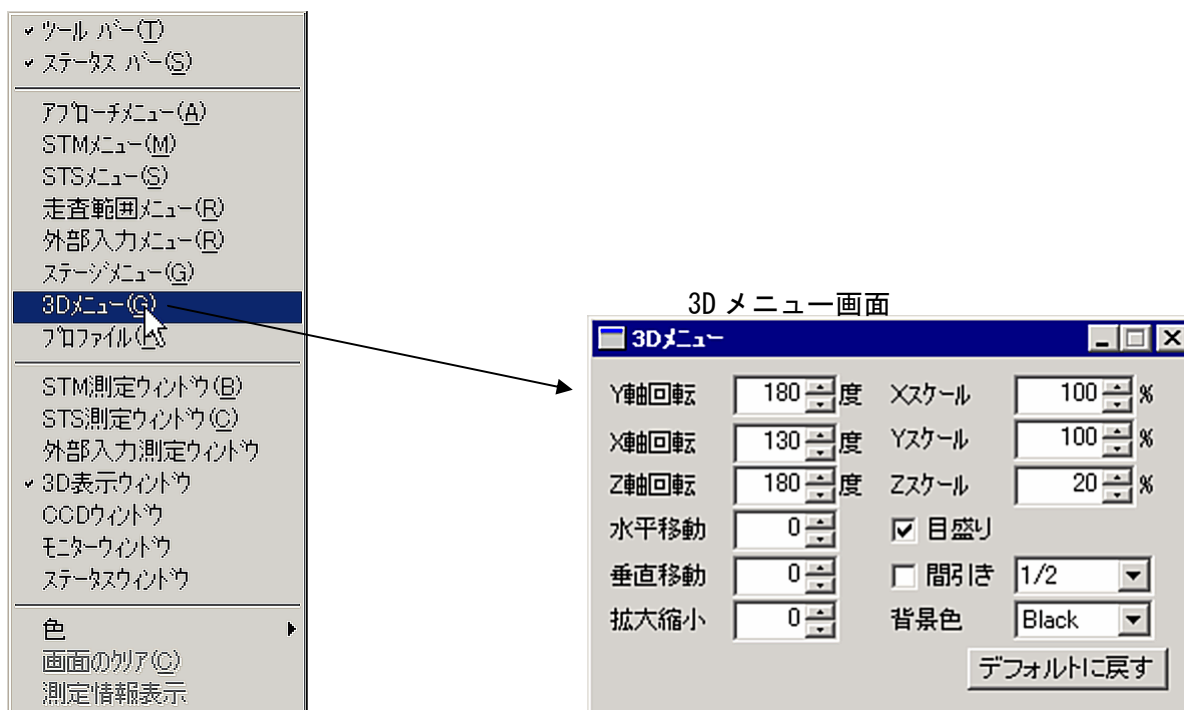 ツール バー(T)
ステータス バー(S)
アプローチメニュー(A)
STMメニュー(M)
STSメニュー(S)
走査範囲メニュー(R)
外部入力メニュー(R)
ステージメニュー(G)
3Dメニュー(G)
プロファイル(
STM測定ウィンドウ(B)
STS測定ウィンドウ(C)
外部入力測定ウィンドウ
3D表示ウィンドウ
CCDウィンドウ
モニターウィンドウ
ステータスウィンドウ
色
画面のクリア(C)
測定情報表示
3D メニュー画面
3Dメニュー
Y軸回転 180 度 Xスケール 100 %
X軸回転 130 度 Yスケール 100 %
Z軸回転 180 度 Zスケール 20 %
水平移動 0 目盛り
垂直移動 0 間引き 1/2
拡大縮小 0 背景色 Black
デフォルトに戻す